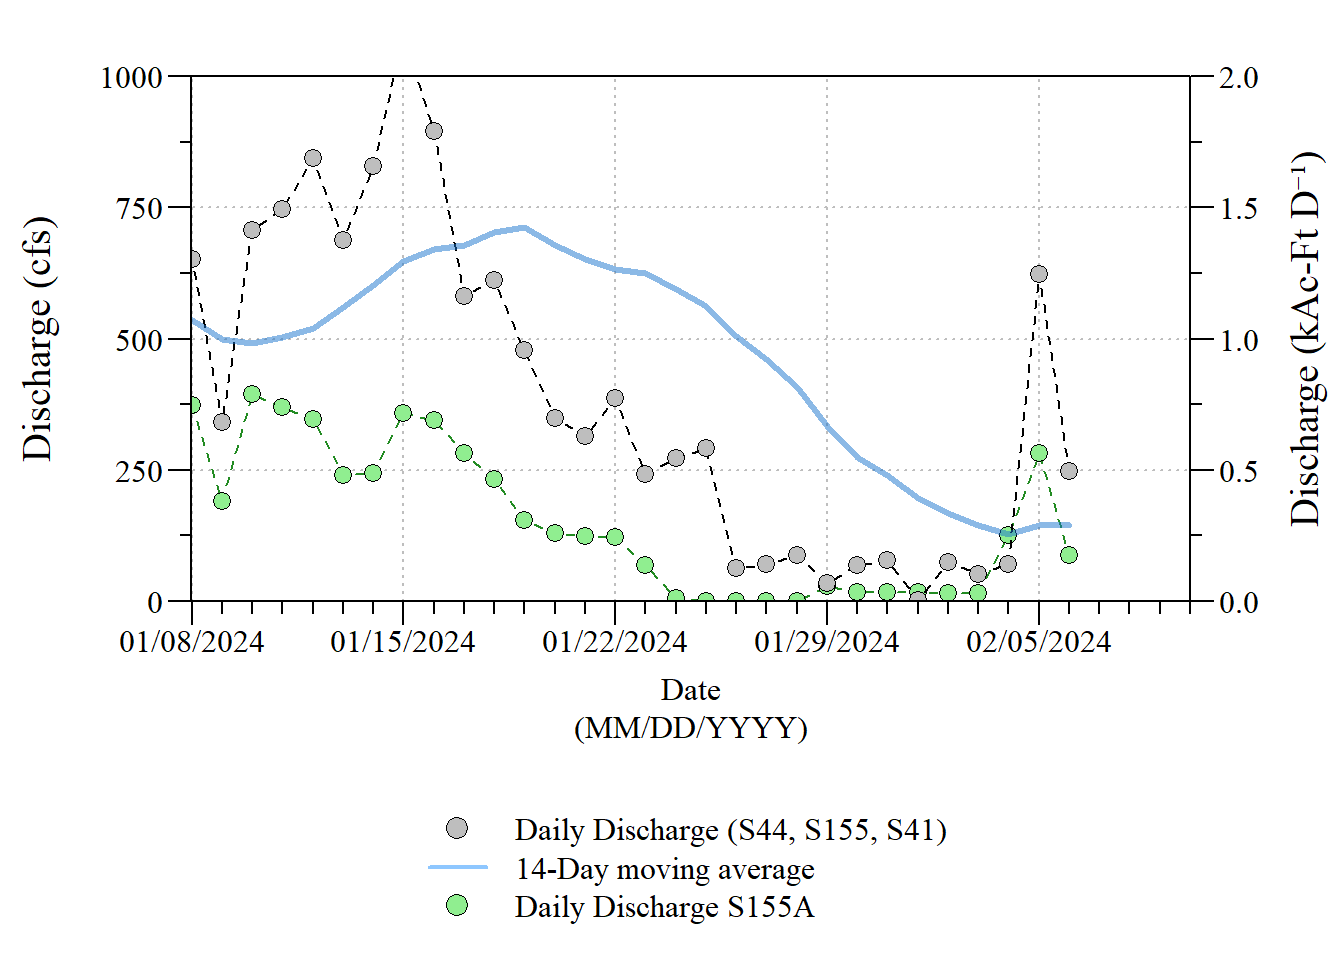 1000
750
500
250
0
Discharge (cfs)
2.0
1.5
1.0
0.5
0.0
Discharge (kAc-Ft D⁻¹)
01/08/2024
01/15/2024
01/22/2024
01/29/2024
02/05/2024
Date
(MM/DD/YYYY)
Daily Discharge (S44, S155, S41)
14-Day moving average
Daily Discharge S155A